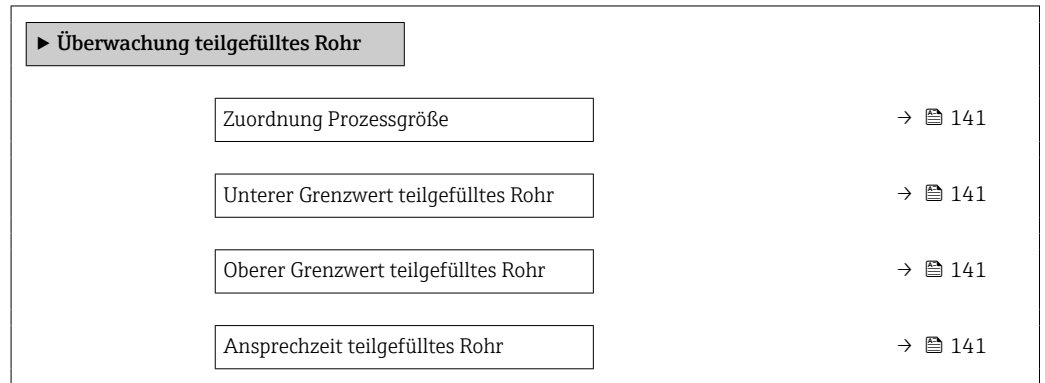 ▶ Überwachung teilgefülltes Rohr
Zuordnung Prozessgröße → 141
Unterer Grenzwert teilgefülltes Rohr → 141
Oberer Grenzwert teilgefülltes Rohr → 141
Ansprechzeit teilgefülltes Rohr → 141